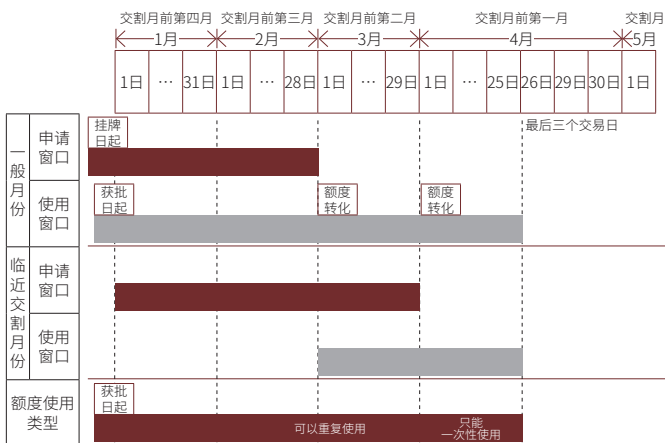 交割月前第四月 交割月前第三月 交割月前第二月 交割月前第一月 交割月
1月 2月 3月 4月 5月
1日 … 31日 1日 … 28日 1日 … 29日 1日 … 25日 26日 29日 30日 1日
最后三个交易日
一般月份
申请
窗口
挂牌
日起
使用
窗口
获批
日起
额度
转化
额度
转化
临近交割月份
申请
窗口
使用
窗口
额度使用
类型
获批
日起
可以重复使用
只能
一次性使用